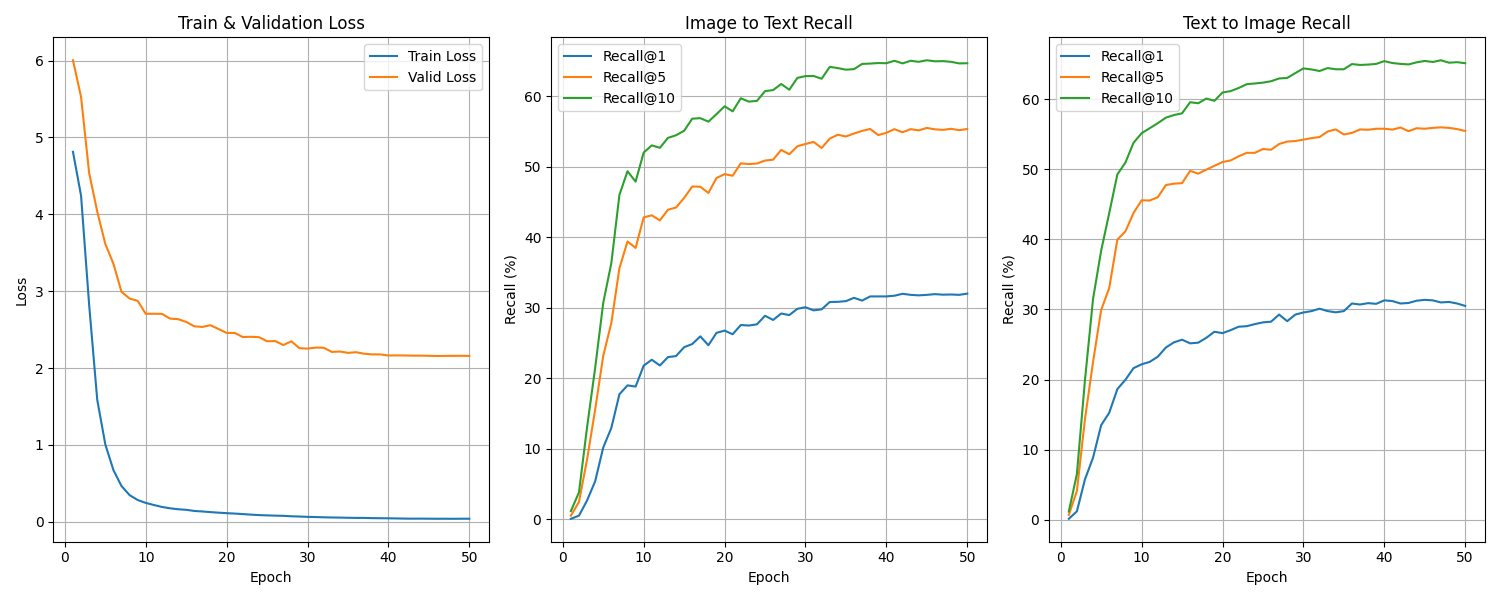 Train & Validation Loss
Train Loss
Valid Loss
6
5
4
3
2
1
0
Loss
0 10 20 30 40 50
Epoch
Image to Text Recall
Recall@1
Recall@5
Recall@10
60
50
40
30
20
10
0
Recall (%)
0 10 20 30 40 50
Epoch
Text to Image Recall
Recall@1
Recall@5
Recall@10
60
50
40
30
20
10
0
Recall (%)
0 10 20 30 40 50
Epoch